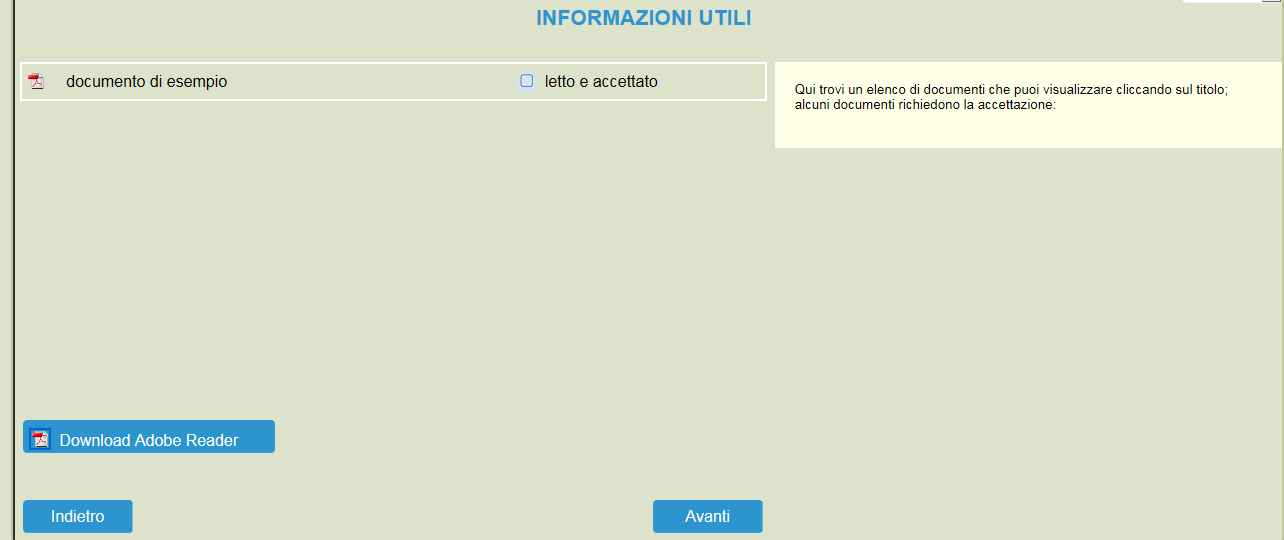 INFORMAZIONI UTILI
documento di esempio
letto e accettato
Qui trovi un elenco di documenti che puoi visualizzare cliccando sul titolo;
alcuni documenti richiedono la accettazione:
Download Adobe Reader
Indietro
Avanti